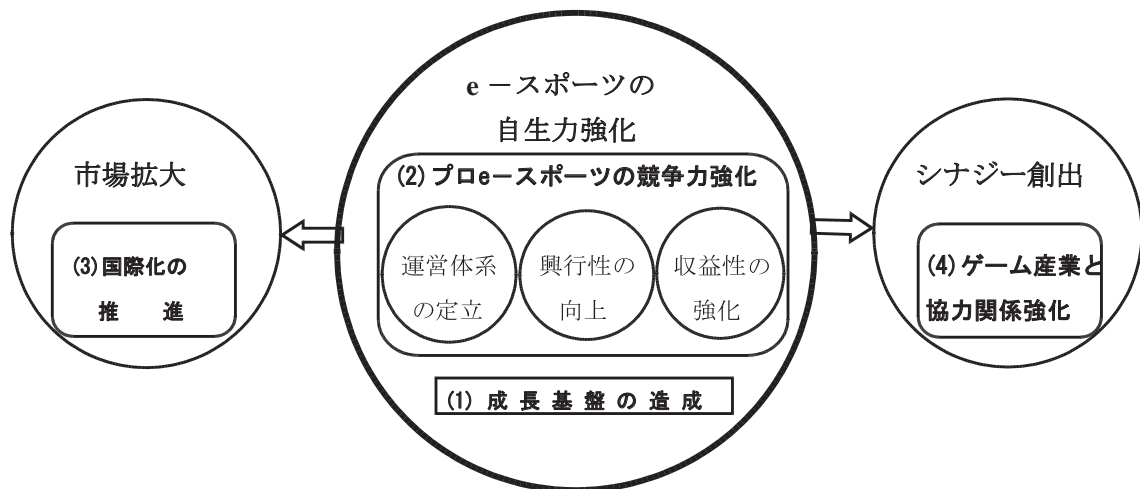 e－スポーツの
自生力強化
市場拡大
(3)国際化の
推　進
(2)プロe－スポーツの競争力強化
運営体系
の定立
興行性の
向上
収益性の
強化
(1) 成 長 基 盤 の 造 成
シナジー創出
(4)ゲーム産業と
協力関係強化